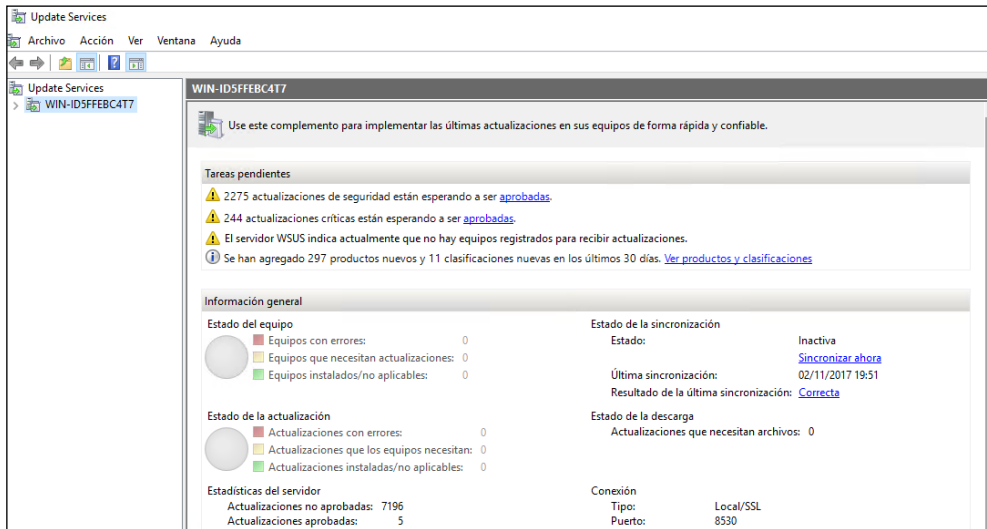 Update Services
Archivo Acción Ver Ventana Ayuda
Update Services
WIN-ID5FFEBC4T7
WIN-ID5FFEBC4T7
Use este complemento para implementar las últimas actualizaciones en sus equipos de forma rápida y confiable.
Tareas pendientes
2275 actualizaciones de seguridad están esperando a ser aprobadas.
244 actualizaciones críticas están esperando a ser aprobadas.
El servidor WSUS indica actualmente que no hay equipos registrados para recibir actualizaciones.
Se han agregado 297 productos nuevos y 11 clasificaciones nuevas en los últimos 30 días. Ver productos y clasificaciones
Información general
Estado del equipo
Equipos con errores: 0
Equipos que necesitan actualizaciones: 0
Equipos instalados/no aplicables: 0
Estado de la sincronización
Estado: Inactiva
Sincronizar ahora
Última sincronización: 02/11/2017 19:51
Resultado de la última sincronización: Correcta
Estado de la actualización
Actualizaciones con errores: 0
Actualizaciones que los equipos necesitan: 0
Actualizaciones instaladas/no aplicables: 0
Estado de la descarga
Actualizaciones que necesitan archivos: 0
Estadísticas del servidor
Actualizaciones no aprobadas: 7196
Actualizaciones aprobadas: 5
Conexión
Tipo: Local/SSL
Puerto: 8530